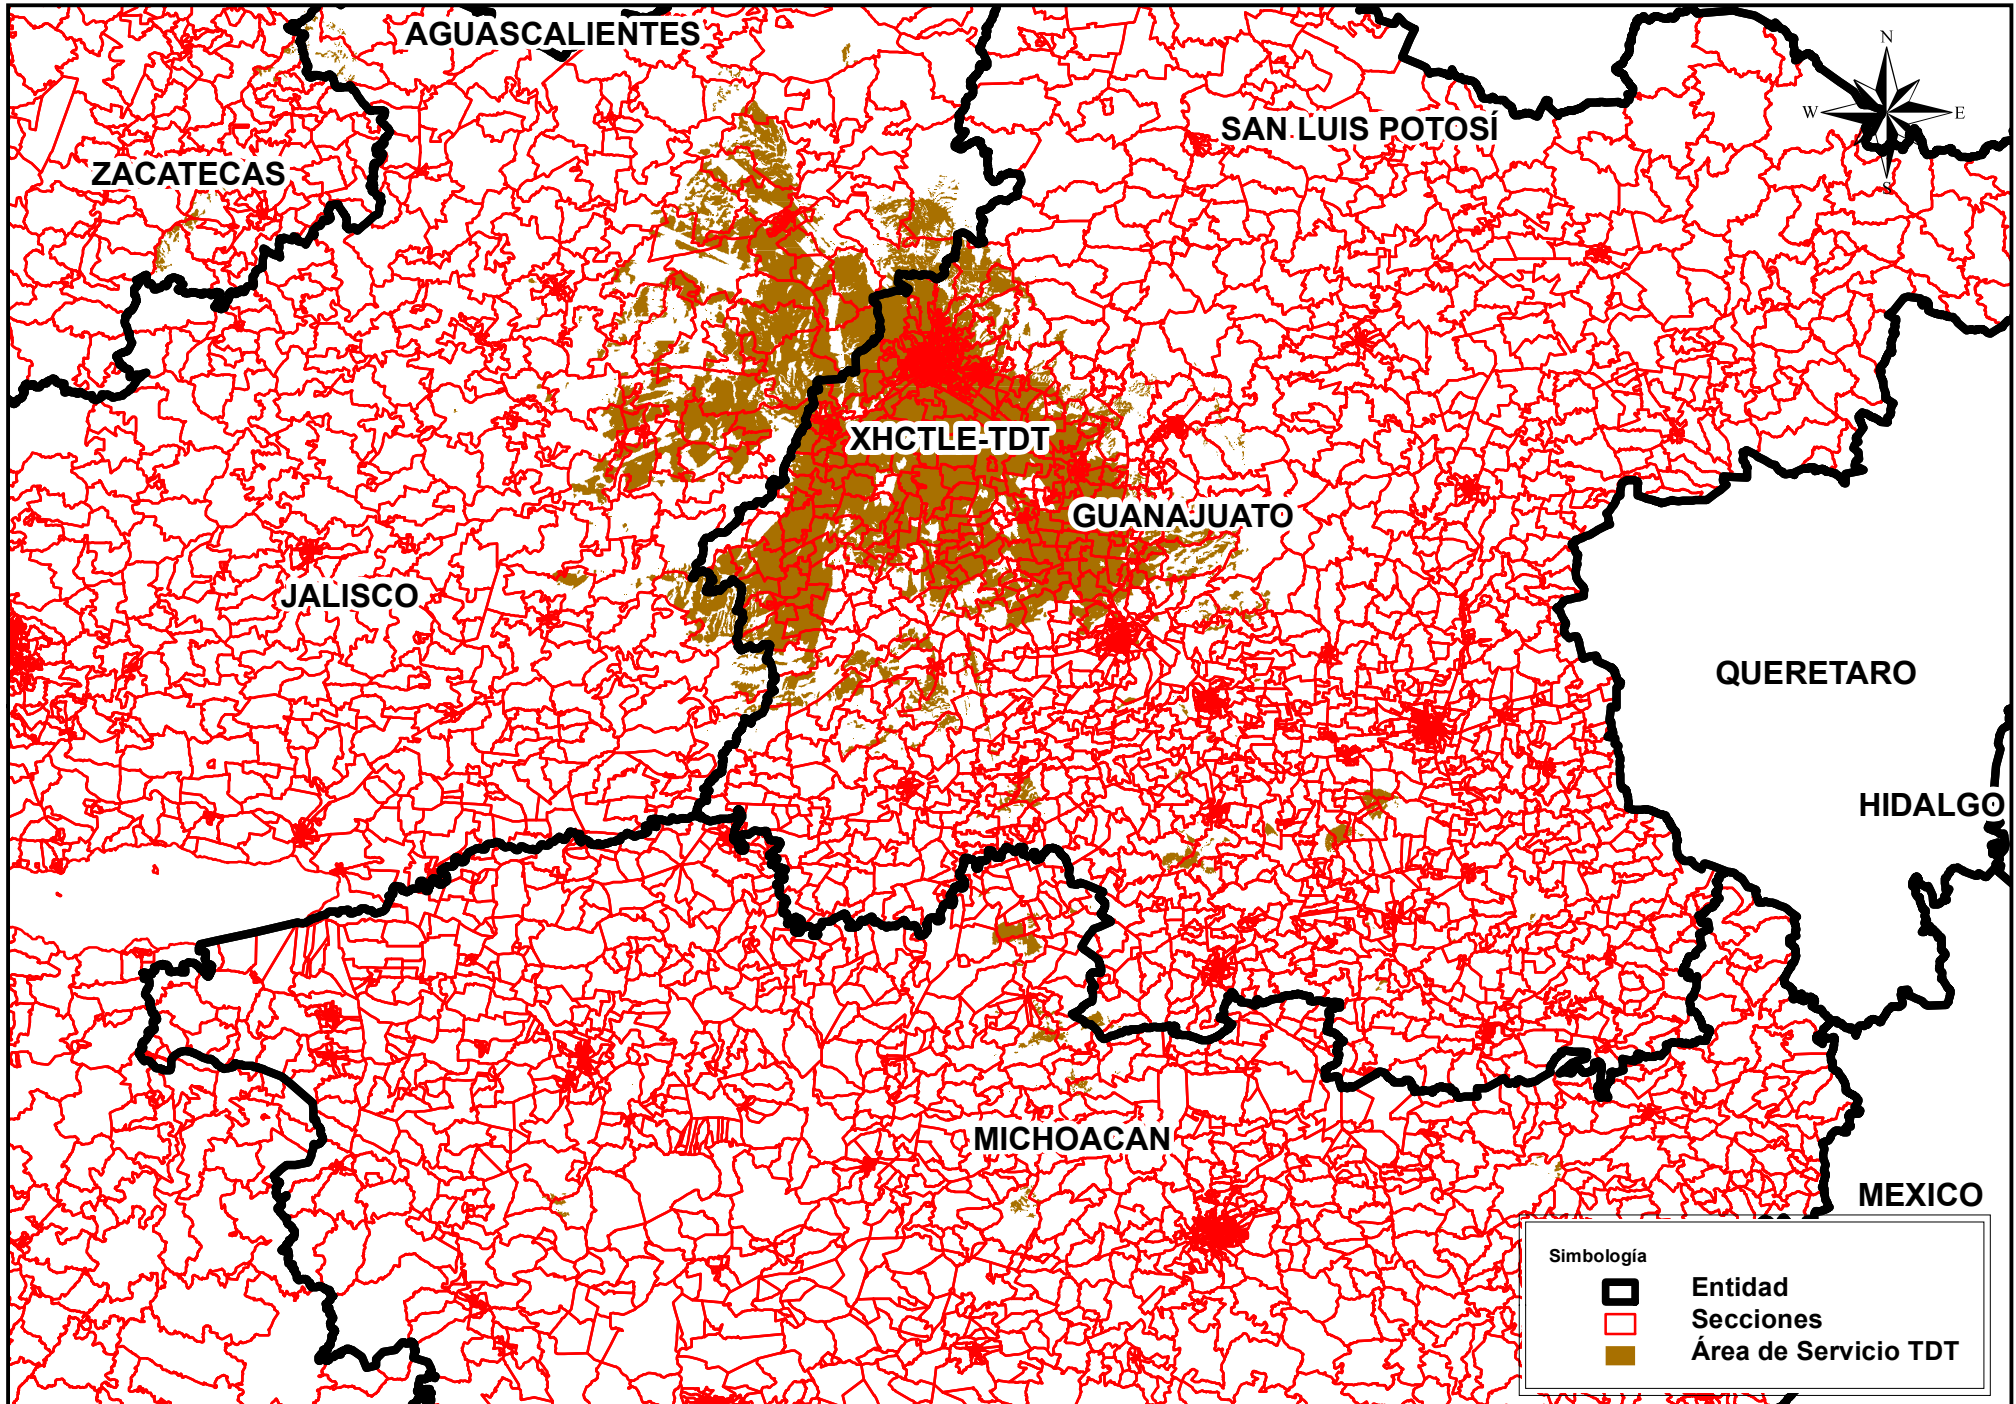 AGUASCALIENTES
N
W
E
S
SAN LUIS POTOSÍ
ZACATECAS
XHCTLE-TDT
GUANAJUATO
JALISCO
QUERETARO
HIDALGO
MICHOACAN
MEXICO
Simbología
Entidad
Secciones
Área de Servicio TDT